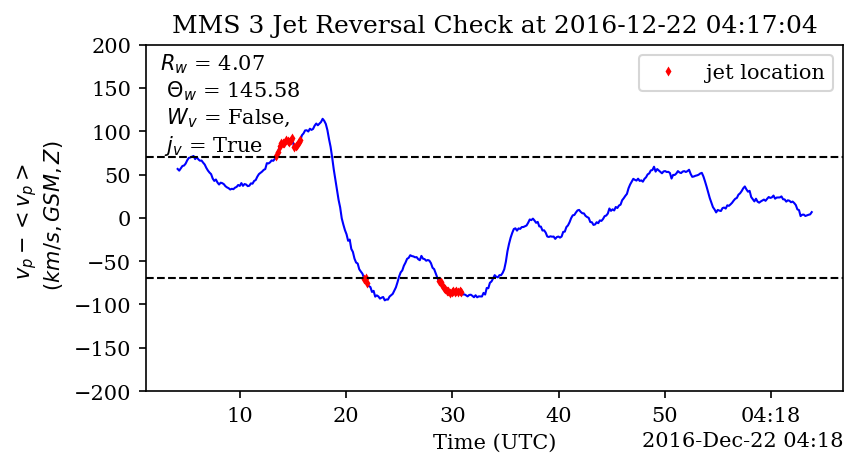 MMS 3 Jet Reversal Check at 2016-12-22 04:17:04
R_w = 4.07
Θ_w = 145.58
W_v = False,
j_v = True
jet location
v_p − < v_p >
(km/s, GSM, Z)
200
150
100
50
0
−50
−100
−150
−200
10
20
30
40
50
04:18
Time (UTC)
2016-Dec-22 04:18